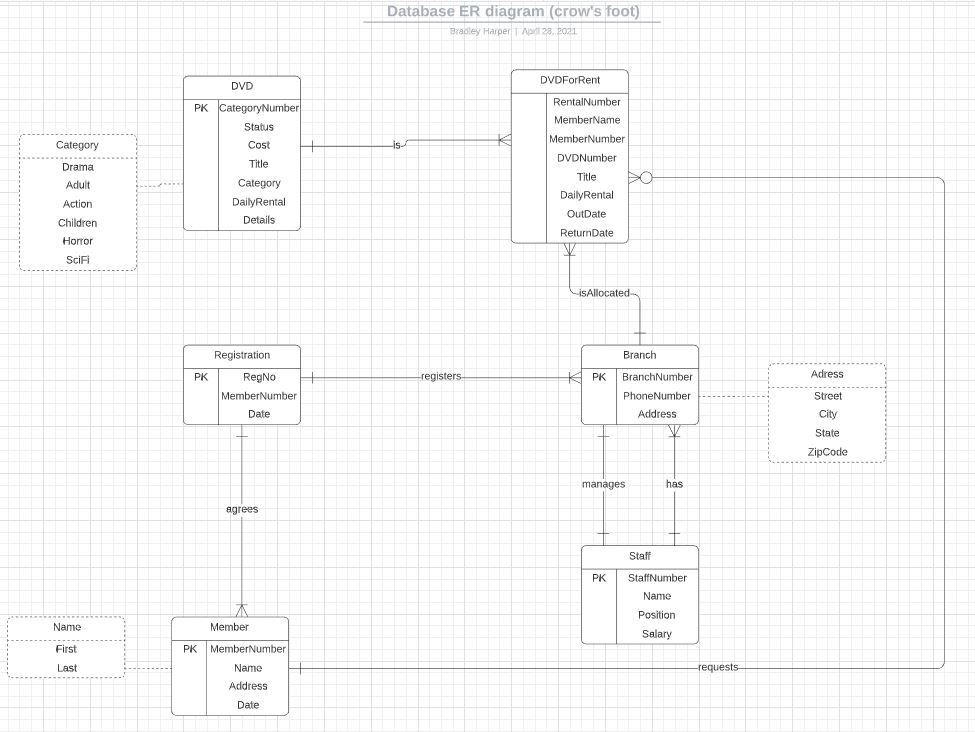 Database ER diagram (crow's foot)
Bradley Harper | April 28, 2021
DVD
PK CategoryNumber
Status
Cost
Title
Category
DailyRental
Details
is
DVDForRent
RentalNumber
MemberName
MemberNumber
DVDNumber
Title
DailyRental
OutDate
ReturnDate
Category
Drama
Adult
Action
Children
Horror
SciFi
isAllocated
Registration
PK RegNo
MemberNumber
Date
registers
Branch
PK BranchNumber
PhoneNumber
Address
Adress
Street
City
State
ZipCode
agrees
manages
has
Staff
PK StaffNumber
Name
Position
Salary
Name
First
Last
Member
PK MemberNumber
Name
Address
Date
requests